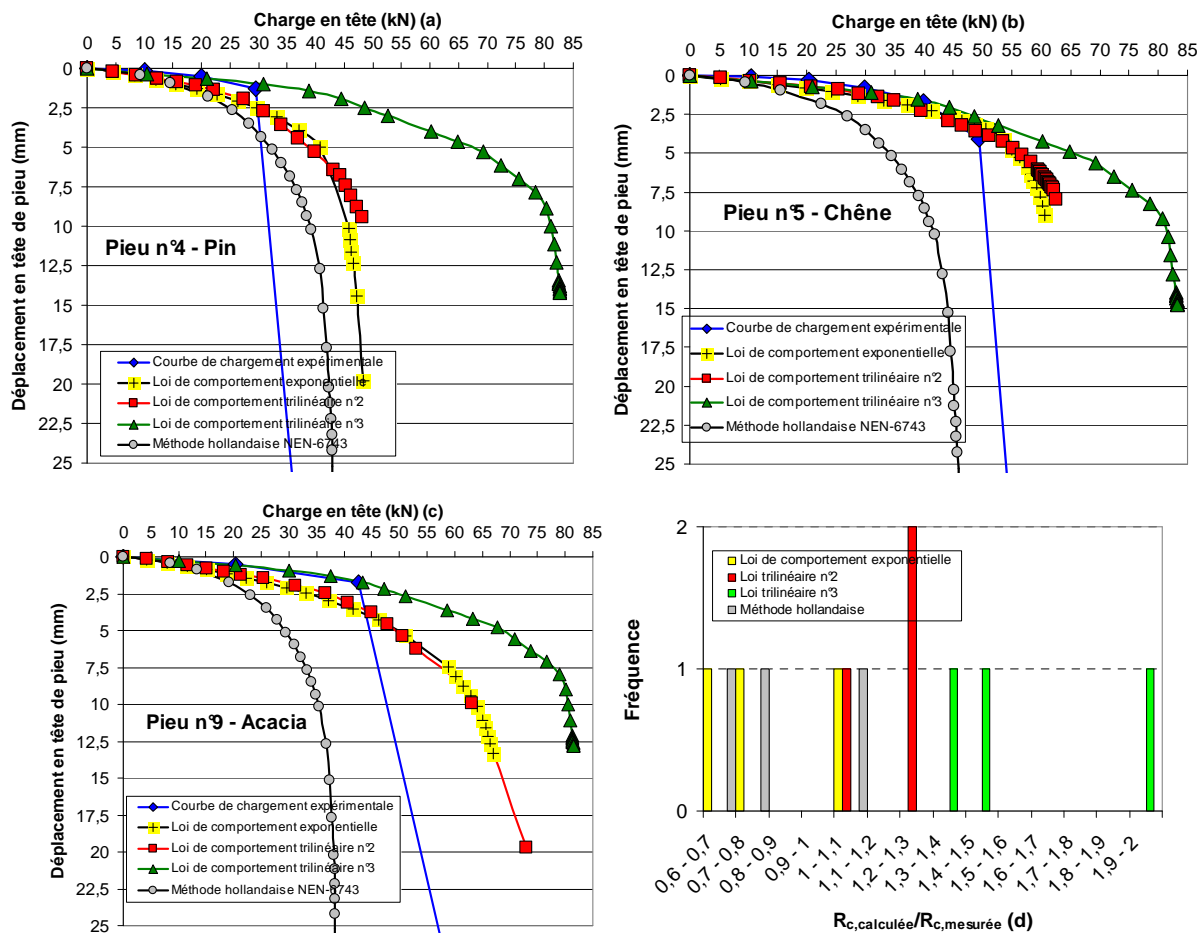 Charge en tête (kN) (a)
0 5 10 15 20 25 30 35 40 45 50 55 60 65 70 75 80 85
Déplacement en tête de pieu (mm)
0
2,5
5
7,5
10
12,5
15
17,5
20
22,5
25
Pieu n°4 - Pin
Courbe de chargement expérimentale
Loi de comportement exponentielle
Loi de comportement trilinéaire n°2
Loi de comportement trilinéaire n°3
Méthode hollandaise NEN-6743
Charge en tête (kN) (b)
0 5 10 15 20 25 30 35 40 45 50 55 60 65 70 75 80 85
Déplacement en tête de pieu (mm)
0
2,5
5
7,5
10
12,5
15
17,5
20
22,5
25
Pieu n°5 - Chêne
Courbe de chargement expérimentale
Loi de comportement exponentielle
Loi de comportement trilinéaire n°2
Loi de comportement trilinéaire n°3
Méthode hollandaise NEN-6743
Charge en tête (kN) (c)
0 5 10 15 20 25 30 35 40 45 50 55 60 65 70 75 80 85
Déplacement en tête de pieu (mm)
0
2,5
5
7,5
10
12,5
15
17,5
20
22,5
25
Pieu n°9 - Acacia
Courbe de chargement expérimentale
Loi de comportement exponentielle
Loi de comportement trilinéaire n°2
Loi de comportement trilinéaire n°3
Méthode hollandaise NEN-6743
Fréquence
2
1
0
Loi de comportement exponentielle
Loi trilinéaire n°2
Loi trilinéaire n°3
Méthode hollandaise
0,6 - 0,7
0,7 - 0,8
0,8 - 0,9
0,9 - 1
1 - 1,1
1,1 - 1,2
1,2 - 1,3
1,3 - 1,4
1,4 - 1,5
1,5 - 1,6
1,6 - 1,7
1,7 - 1,8
1,8 - 1,9
1,9 - 2
Rc,calculée/Rc,mesurée (d)